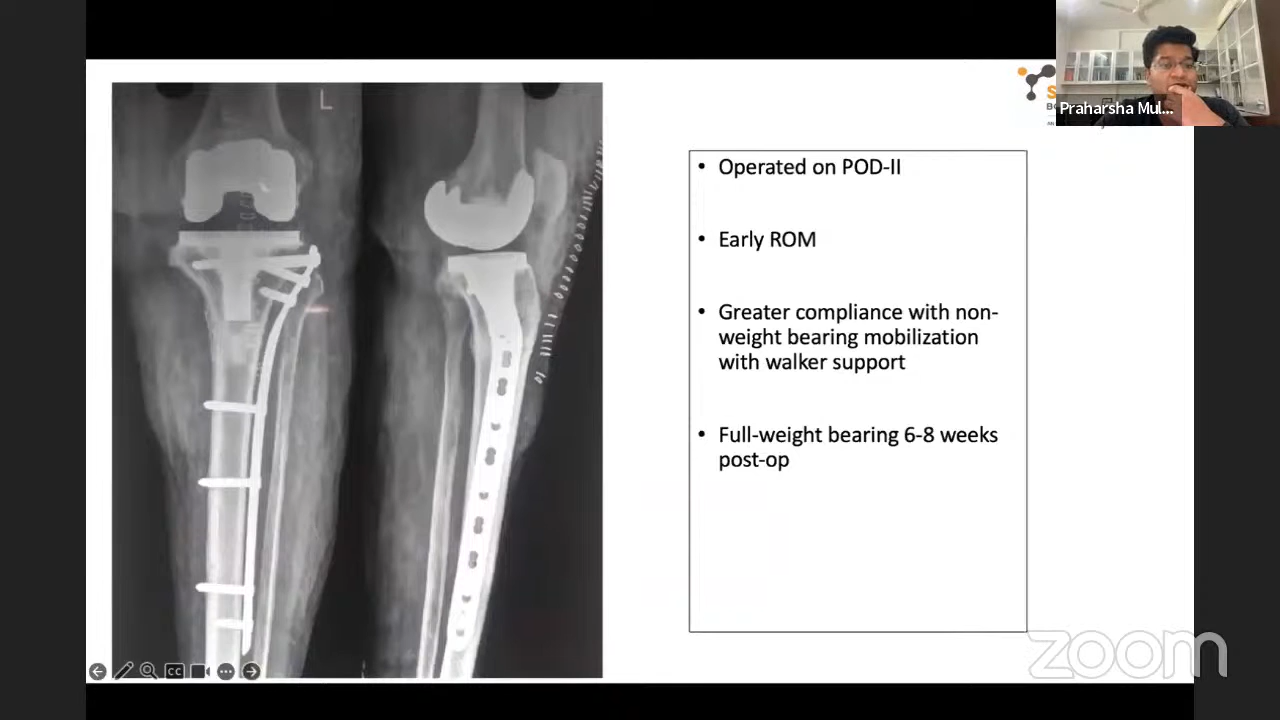 L
S
Praharsha Mul...
• Operated on POD-II
• Early ROM
• Greater compliance with non-
weight bearing mobilization
with walker support
• Full-weight bearing 6-8 weeks
post-op
CC
zoom